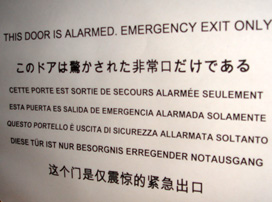 THIS DOOR IS ALARMED. EMERGENCY EXIT ONLY
このドアは驚かされた非常口だけである
CETTE PORTE EST SORTIE DE SECOURS ALARMÉE SEULEMENT
ESTA PUERTA ES SALIDA DE EMERGENCIA ALARMADA SOLAMENTE
QUESTO PORTELLO È USCITA DI SICUREZZA ALLARMATA SOLTANTO
DIESE TÜR IST NUR BESORGNIS ERREGENDER NOTAUSGANG
这个门是仅震惊的紧急出口